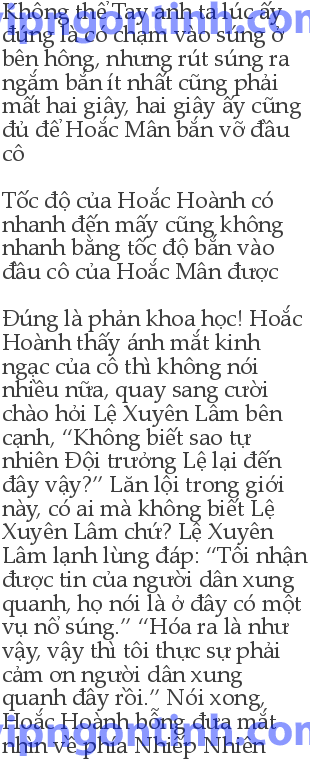 Không thể Tay anh ta lúc ấy
đúng là có chạm vào súng ở
bên hông, nhưng rút súng ra
ngắm bắn ít nhất cũng phải
mất hai giây, hai giây ấy cũng
đủ để Hoắc Mân bắn vỡ đầu
cô
Tốc độ của Hoắc Hoành có
nhanh đến mấy cũng không
nhanh bằng tốc độ bắn vào
đầu cô của Hoắc Mân được
Đúng là phản khoa học! Hoắc
Hoành thấy ánh mắt kinh
ngạc của cô thì không nói
nhiều nữa, quay sang cười
chào hỏi Lệ Xuyên Lâm bên
cạnh, “Không biết sao tự
nhiên Đội trưởng Lệ lại đến
đây vậy?” Lăn lội trong giới
này, có ai mà không biết Lệ
Xuyên Lâm chứ? Lệ Xuyên
Lâm lạnh lùng đáp: “Tôi nhận
được tin của người dân xung
quanh, họ nói là ở đây có một
vụ nổ súng.” “Hóa ra là như
vậy, vậy thì tôi thực sự phải
cảm ơn người dân xung
quanh đây rồi.” Nói xong,
Hoắc Hoành bỗng đưa mắt
nhìn về phía Nhiếp Nhiên
vipngontinh.com
vipngontinh.com